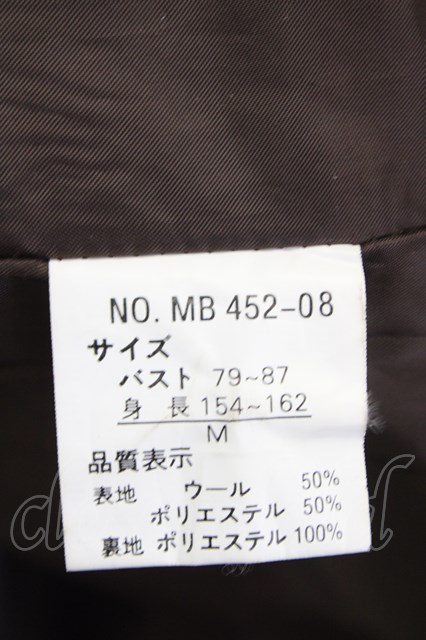 NO. MB 452-08
サイズ
バスト 79~87
身 長 154~162
M
品質表示
表地 ウール 50%
ポリエステル 50%
裏地 ポリエステル 100%